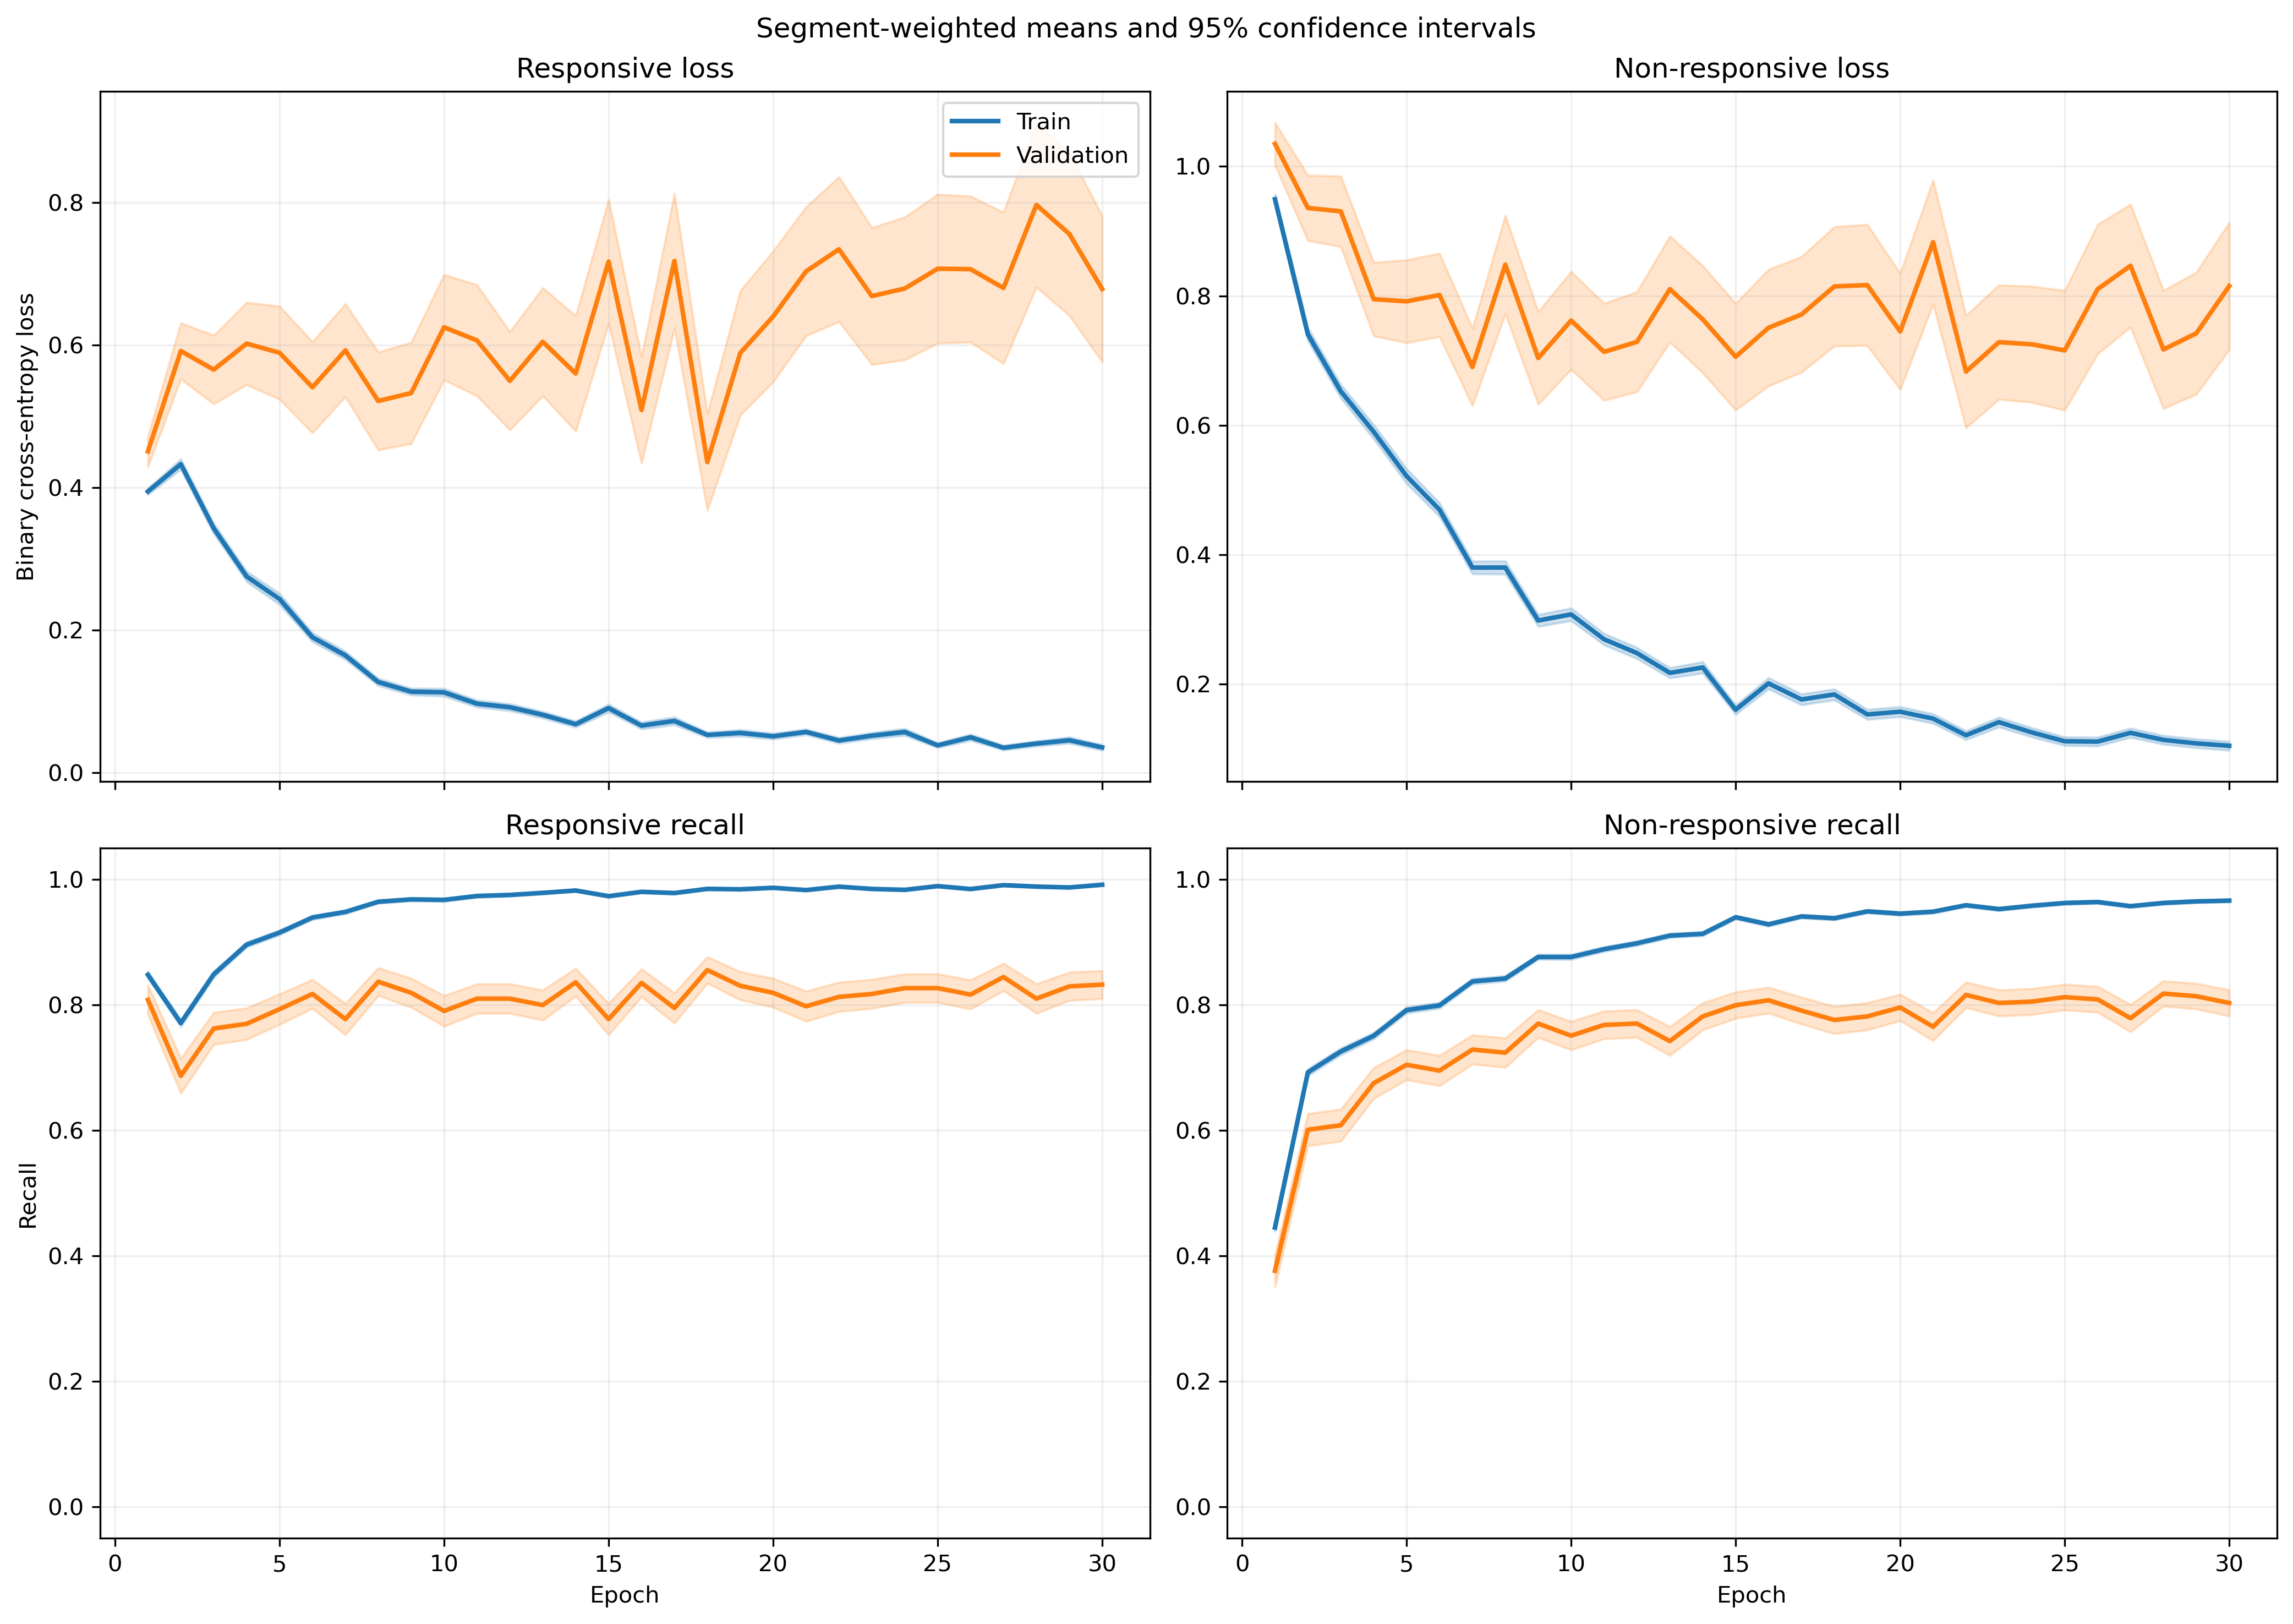 Segment-weighted means and 95% confidence intervals
Responsive loss
Non-responsive loss
Train
Validation
Binary cross-entropy loss
0.8
0.6
0.4
0.2
0.0
1.0
0.8
0.6
0.4
0.2
Responsive recall
Non-responsive recall
Recall
1.0
0.8
0.6
0.4
0.2
0.0
0 5 10 15 20 25 30
Epoch
1.0
0.8
0.6
0.4
0.2
0.0
0 5 10 15 20 25 30
Epoch